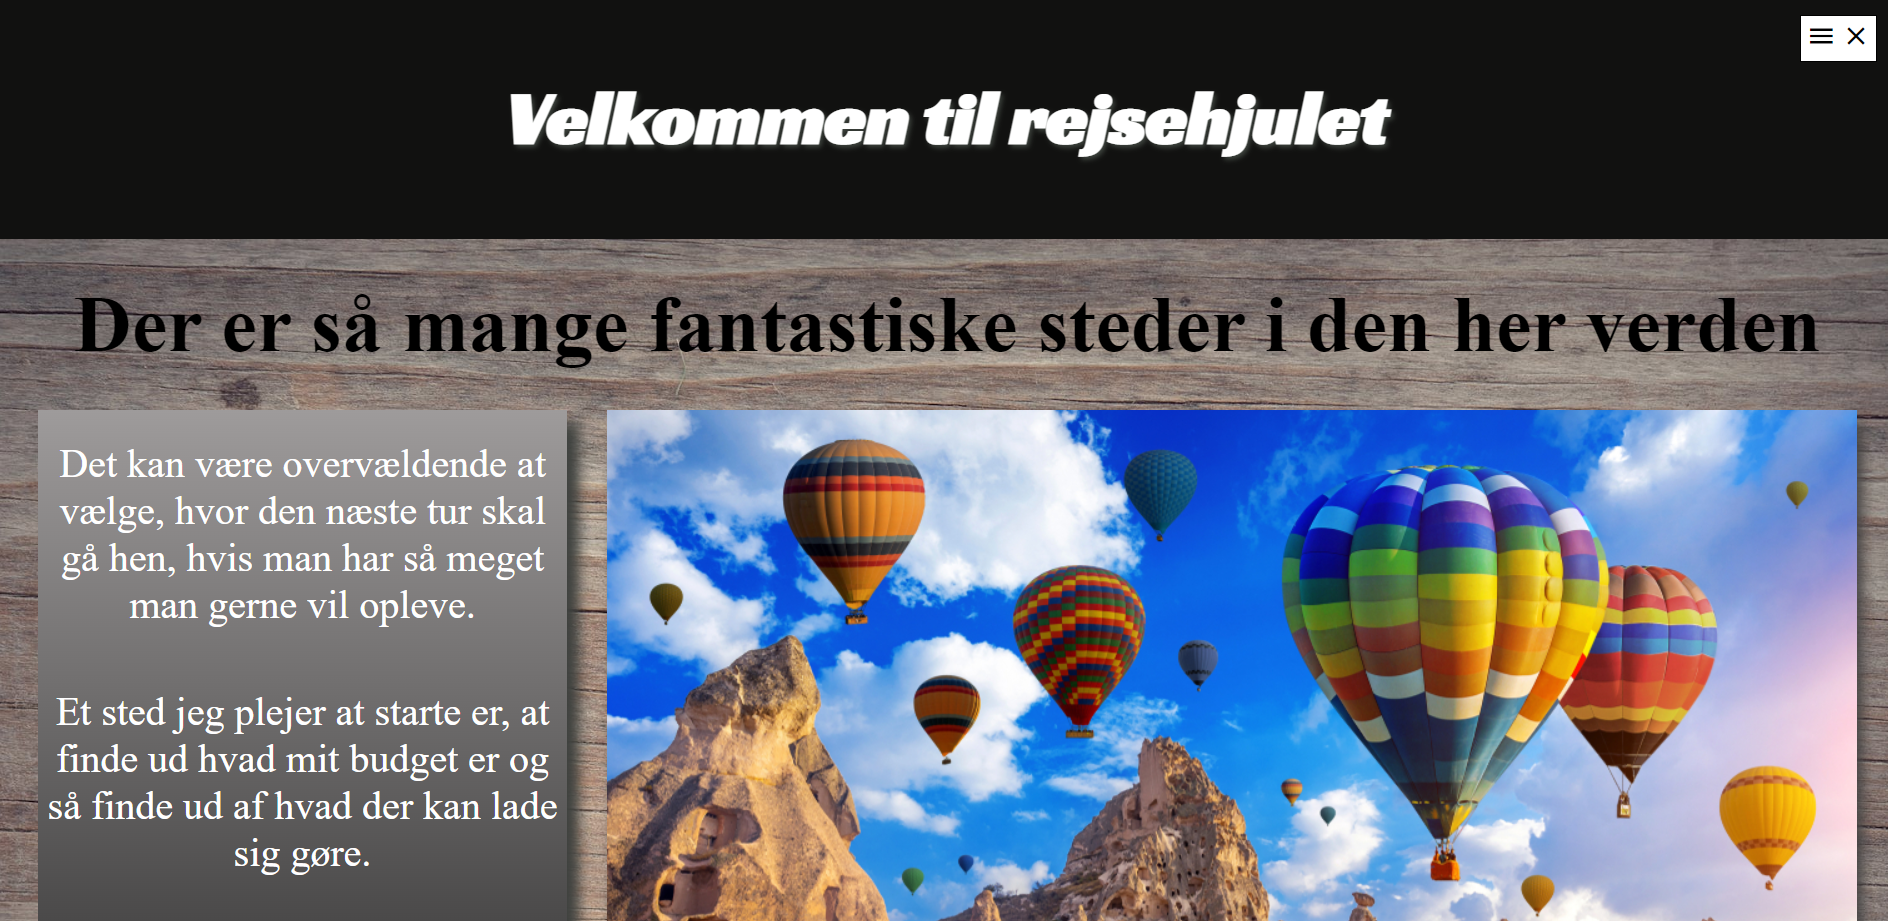 Velkommen til rejsehjulet
Der er så mange fantastiske steder i den her verden
Det kan være overvældende at
vælge, hvor den næste tur skal
gå hen, hvis man har så meget
man gerne vil opleve.
Et sted jeg plejer at starte er, at
finde ud hvad mit budget er og
så finde ud af hvad der kan lade
sig gøre.